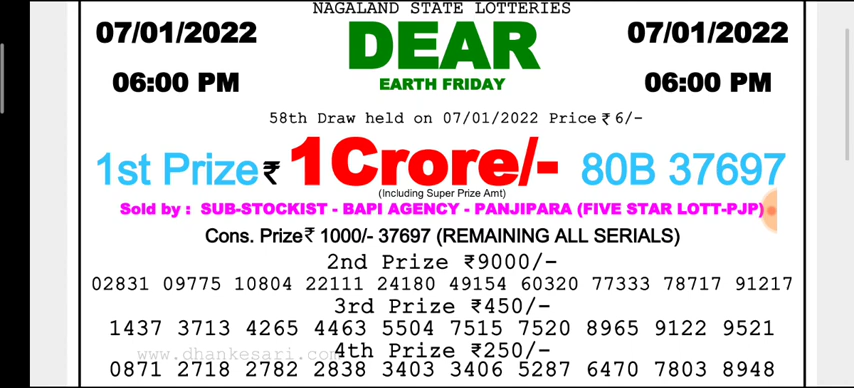 NAGALAND STATE LOTTERIES
07/01/2022 DEAR 07/01/2022
06:00 PM EARTH FRIDAY 06:00 PM
58th Draw held on 07/01/2022 Price ₹ 6/-
1st Prize ₹ 1Crore/- 80B 37697
(Including Super Prize Amt)
Sold by : SUB-STOCKIST - BAPI AGENCY - PANJIPARA (FIVE STAR LOTT-PJP)
Cons. Prize ₹ 1000/- 37697 (REMAINING ALL SERIALS)
2nd Prize ₹9000/-
02831 09775 10804 22111 24180 49154 60320 77333 78717 91217
3rd Prize ₹450/-
1437 3713 4265 4463 5504 7515 7520 8965 9122 9521
www.dhankesari.com
4th Prize ₹250/-
0871 2718 2782 2838 3403 3406 5287 6470 7803 8948